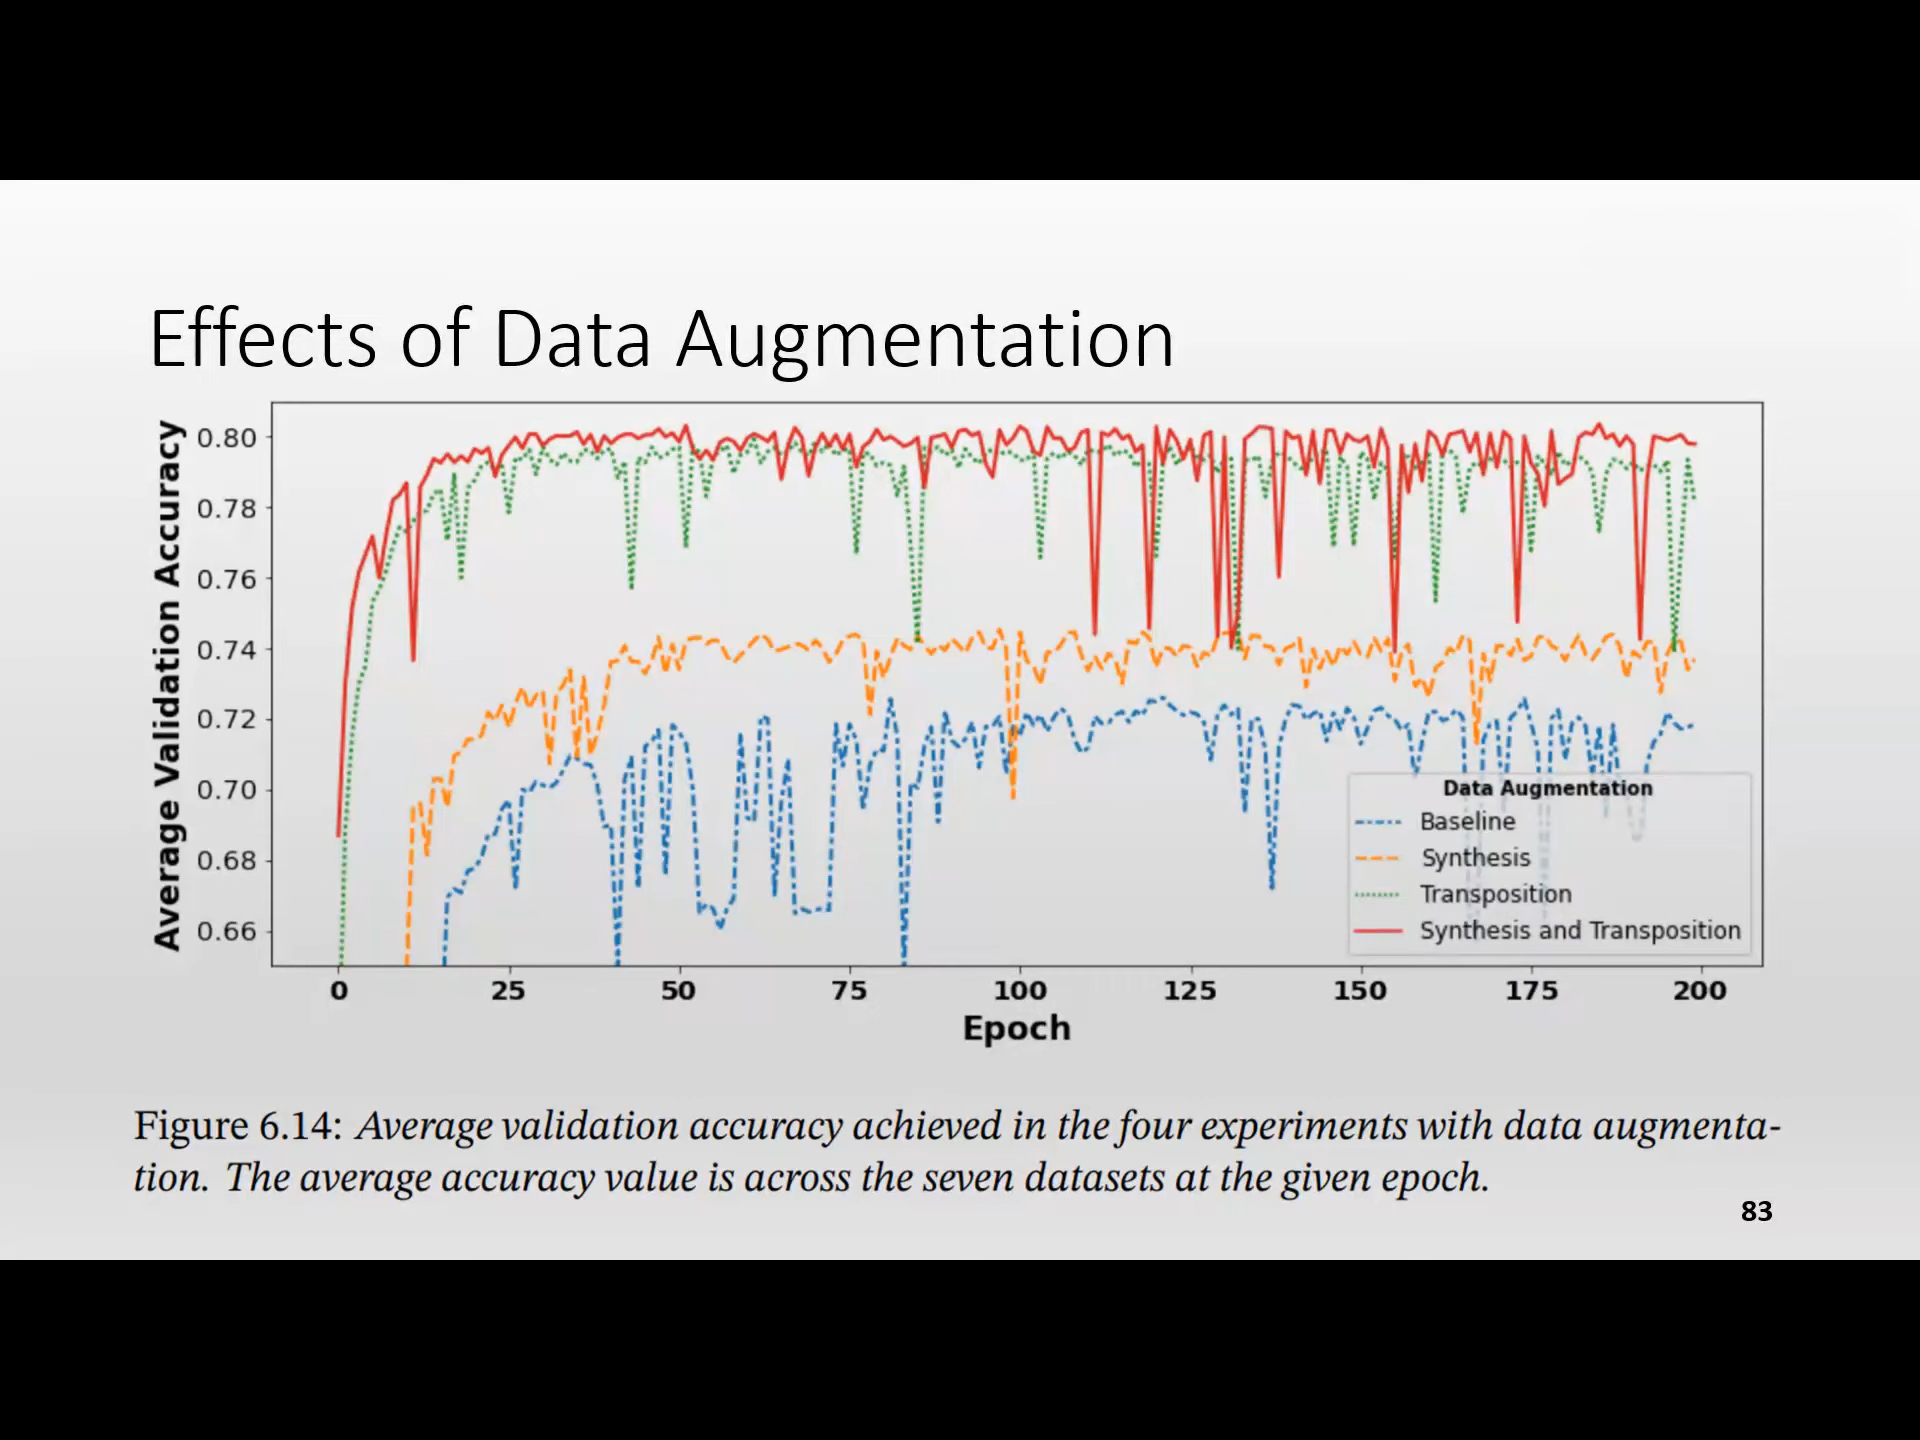 Effects of Data Augmentation
Average Validation Accuracy
0.80
0.78
0.76
0.74
0.72
0.70
0.68
0.66
Data Augmentation
Baseline
Synthesis
Transposition
Synthesis and Transposition
0 25 50 75 100 125 150 175 200
Epoch
Figure 6.14: Average validation accuracy achieved in the four experiments with data augmenta-
tion. The average accuracy value is across the seven datasets at the given epoch.
83